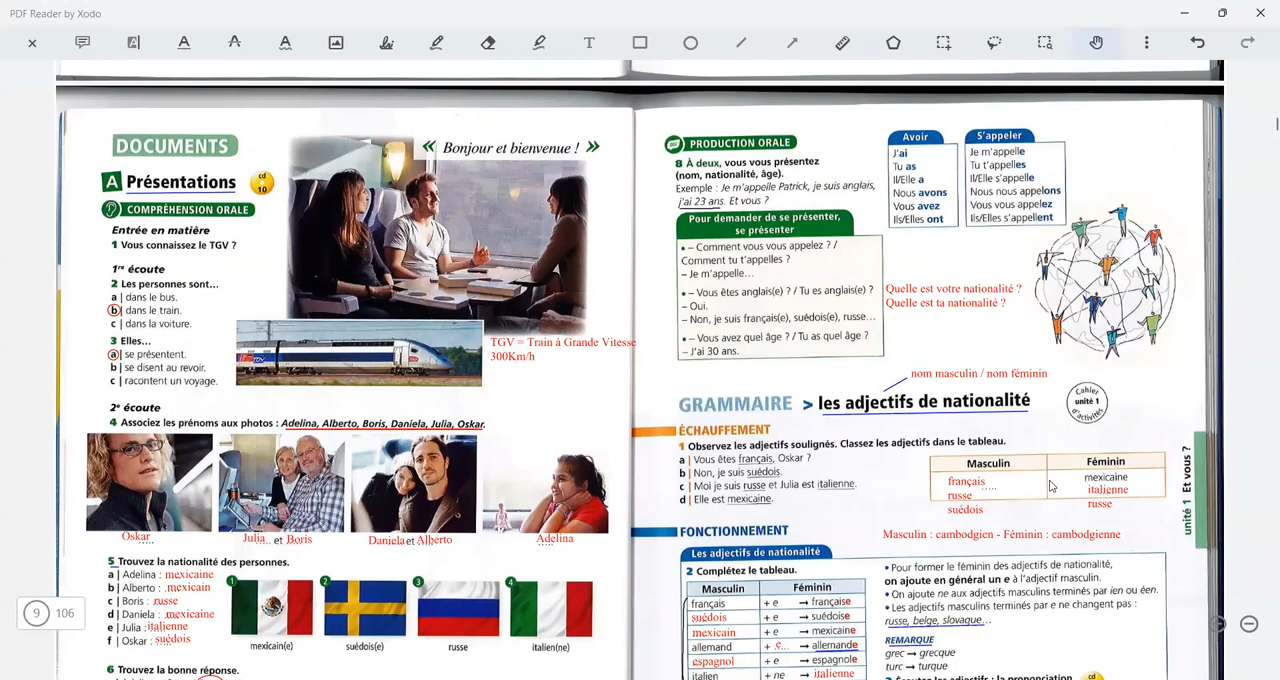 PDF Reader by Xodo
DOCUMENTS
« Bonjour et bienvenue ! »
A Présentations
cd 10
COMPRÉHENSION ORALE
Entrée en matière
1 Vous connaissez le TGV ?
1re écoute
2 Les personnes sont...
a | dans le bus.
b | dans le train.
c | dans la voiture.
3 Elles...
a | se présentent.
b | se disent au revoir.
c | racontent un voyage.
TGV = Train à Grande Vitesse
300Km/h
2e écoute
4 Associez les prénoms aux photos : Adelina, Alberto, Boris, Daniela, Julia, Oskar.
Oskar
Julia et Boris
Daniela et Alberto
Adelina
5 Trouvez la nationalité des personnes.
a | Adelina : mexicaine
b | Alberto : mexicain
c | Boris : russe
d | Daniela : mexicaine
e | Julia : italienne
f | Oskar : suédois
1
2
3
4
mexicain(e)
suédois(e)
russe
italien(ne)
6 Trouvez la bonne réponse.
9 106
PRODUCTION ORALE
8 À deux, vous vous présentez
(nom, nationalité, âge).
Exemple : Je m'appelle Patrick, je suis anglais,
j'ai 23 ans. Et vous ?
Avoir
J'ai
Tu as
Il/Elle a
Nous avons
Vous avez
Ils/Elles ont
S'appeler
Je m'appelle
Tu t'appelles
Il/Elle s'appelle
Nous nous appelons
Vous vous appelez
Ils/Elles s'appellent
Pour demander de se présenter,
se présenter
• – Comment vous vous appelez ? /
Comment tu t'appelles ?
– Je m'appelle...
• – Vous êtes anglais(e) ? / Tu es anglais(e) ?
– Oui.
– Non, je suis français(e), suédois(e), russe...
• – Vous avez quel âge ? / Tu as quel âge ?
– J'ai 30 ans.
Quelle est votre nationalité ?
Quelle est ta nationalité ?
nom masculin / nom féminin
GRAMMAIRE > les adjectifs de nationalité
Cahier
unité 1
d'activités
ÉCHAUFFEMENT
1 Observez les adjectifs soulignés. Classez les adjectifs dans le tableau.
a | Vous êtes français, Oskar ?
b | Non, je suis suédois.
c | Moi je suis russe et Julia est italienne.
d | Elle est mexicaine.
Masculin Féminin
français mexicaine
russe italienne
suédois russe
unité 1 Et vous ?
FONCTIONNEMENT
Masculin : cambodgien - Féminin : cambodgienne
Les adjectifs de nationalité
2 Complétez le tableau.
Masculin Féminin
français + e → française
suédois + e → suédoise
mexicain + e → mexicaine
allemand + e... → allemande
espagnol + e → espagnole
italien + ne → italienne
• Pour former le féminin des adjectifs de nationalité,
on ajoute en général un e à l'adjectif masculin.
• On ajoute ne aux adjectifs masculins terminés par ien ou éen.
• Les adjectifs masculins terminés par e ne changent pas :
russe, belge, slovaque...
REMARQUE
grec → grecque
turc → turque
cd